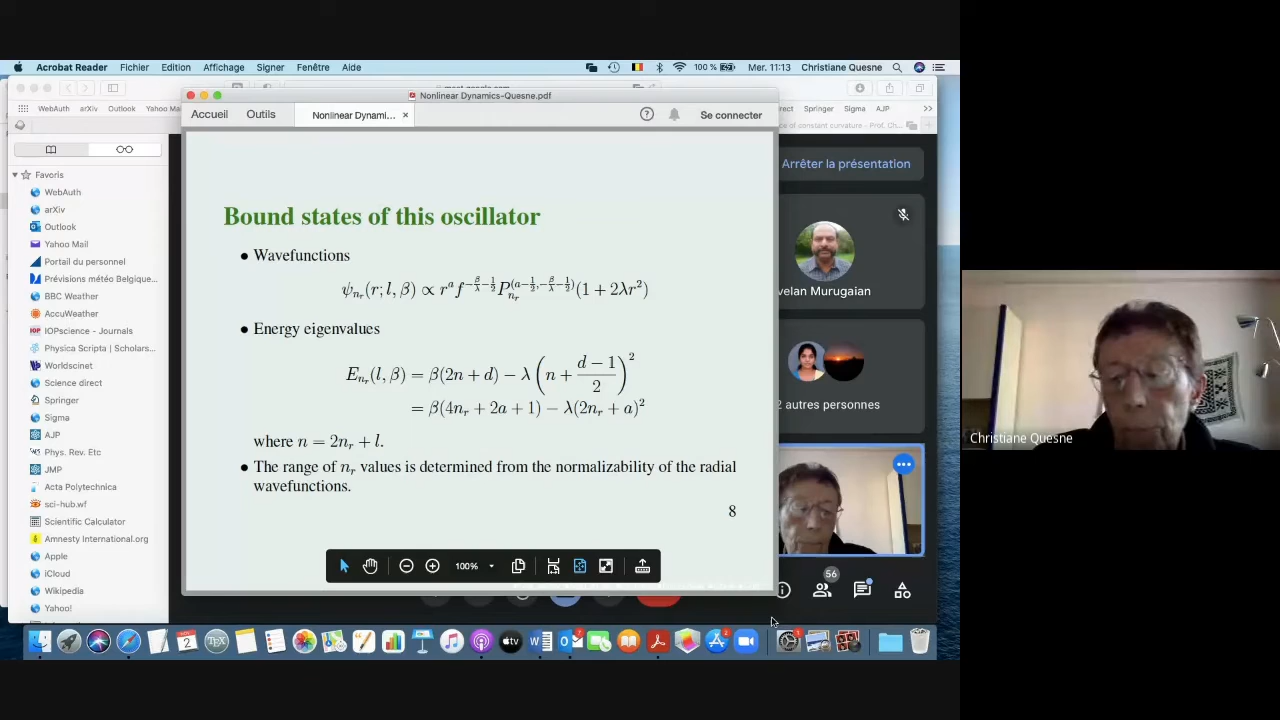 Acrobat Reader Fichier Edition Affichage Signer Fenêtre Aide 100 % Mer. 11:13 Christiane Quesne
Nonlinear Dynamics-Quesne.pdf
WebAuth arXiv Outlook Yahoo Ma
Springer Sigma AJP
Accueil Outils Nonlinear Dynami... × Se connecter
Favoris
WebAuth
arXiv
Outlook
Yahoo Mail
Portail du personnel
Prévisions météo Belgique...
BBC Weather
AccuWeather
IOPscience - Journals
Physica Scripta | Scholars...
Worldscinet
Science direct
Springer
Sigma
AJP
Phys. Rev. Etc
JMP
Acta Polytechnica
sci-hub.wf
Scientific Calculator
Amnesty International.org
Apple
iCloud
Wikipedia
Yahoo!
Bound states of this oscillator
• Wavefunctions
ψ_{n_r}(r; l, β) ∝ r^a f^{-β/λ - 1/2} P_{n_r}^{(a-1/2, -β/λ - 1/2)}(1 + 2λr²)
• Energy eigenvalues
E_{n_r}(l, β) = β(2n + d) − λ(n + (d − 1)/2)²
= β(4n_r + 2a + 1) − λ(2n_r + a)²
where n = 2n_r + l.
• The range of n_r values is determined from the normalizability of the radial
wavefunctions.
8
100%
Arrêter la présentation
velan Murugaian
2 autres personnes
56
Christiane Quesne